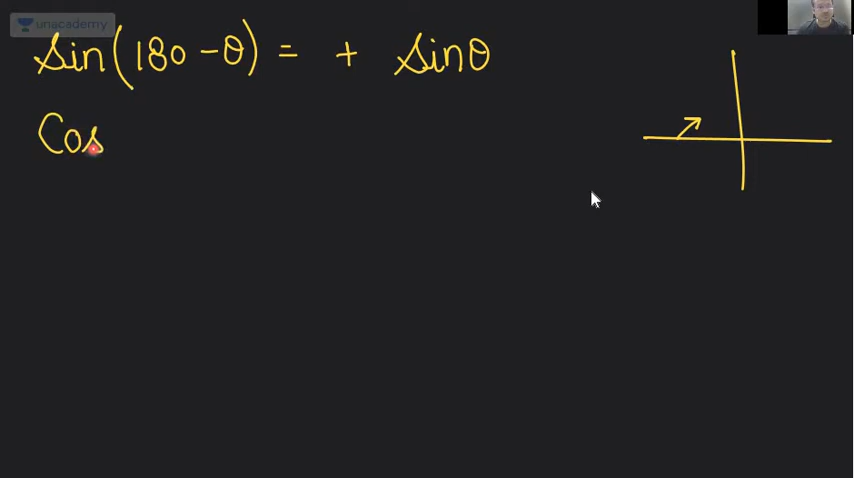 unacademy
Sin(180-θ) = + Sinθ
Cos